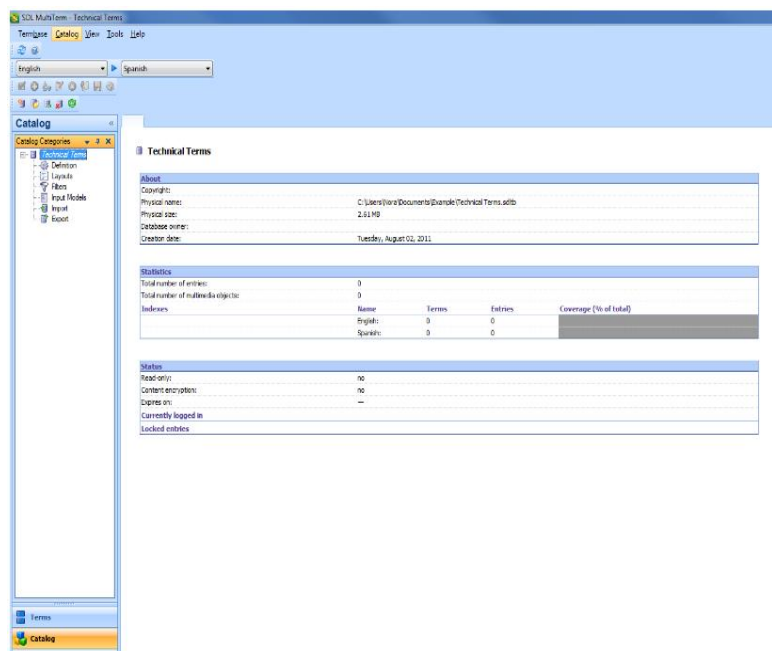 SDL MultiTerm - Technical Terms
Termbase Catalog View Tools Help
English Spanish
Catalog «
Catalog Categories
Technical Terms
Definition
Layouts
Filters
Input Models
Import
Export
Technical Terms
About
Copyright:
Physical name: C:\Users\Nora\Documents\Example\Technical Terms.sdltb
Physical size: 2.61 MB
Database owner:
Creation date: Tuesday, August 02, 2011
Statistics
Total number of entries: 0
Total number of multimedia objects: 0
Indexes Name Terms Entries Coverage (% of total)
English: 0 0
Spanish: 0 0
Status
Read-only: no
Content encryption: no
Expires on: —
Currently logged in
Locked entries
Terms
Catalog